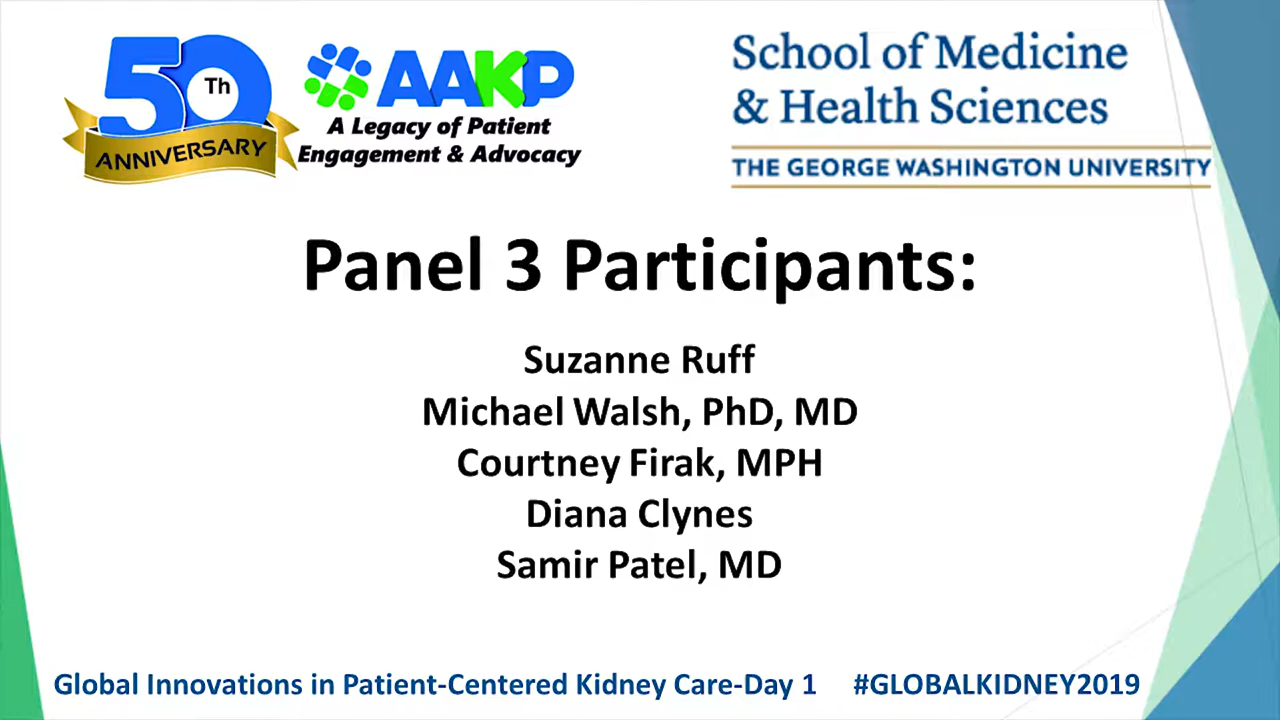 50Th
ANNIVERSARY
AAKP
A Legacy of Patient
Engagement & Advocacy
School of Medicine
& Health Sciences
THE GEORGE WASHINGTON UNIVERSITY
Panel 3 Participants:
Suzanne Ruff
Michael Walsh, PhD, MD
Courtney Firak, MPH
Diana Clynes
Samir Patel, MD
Global Innovations in Patient-Centered Kidney Care-Day 1 #GLOBALKIDNEY2019